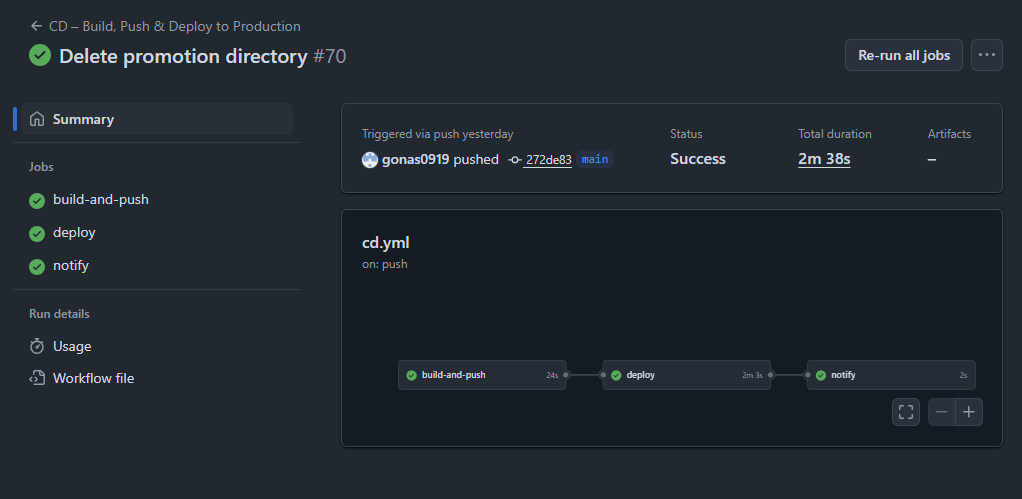 ← CD – Build, Push & Deploy to Production
Delete promotion directory #70
Re-run all jobs
Summary
Jobs
build-and-push
deploy
notify
Run details
Usage
Workflow file
Triggered via push yesterday
gonas0919 pushed 272de83 main
Status
Success
Total duration
2m 38s
Artifacts
–
cd.yml
on: push
build-and-push 24s
deploy 2m 3s
notify 2s